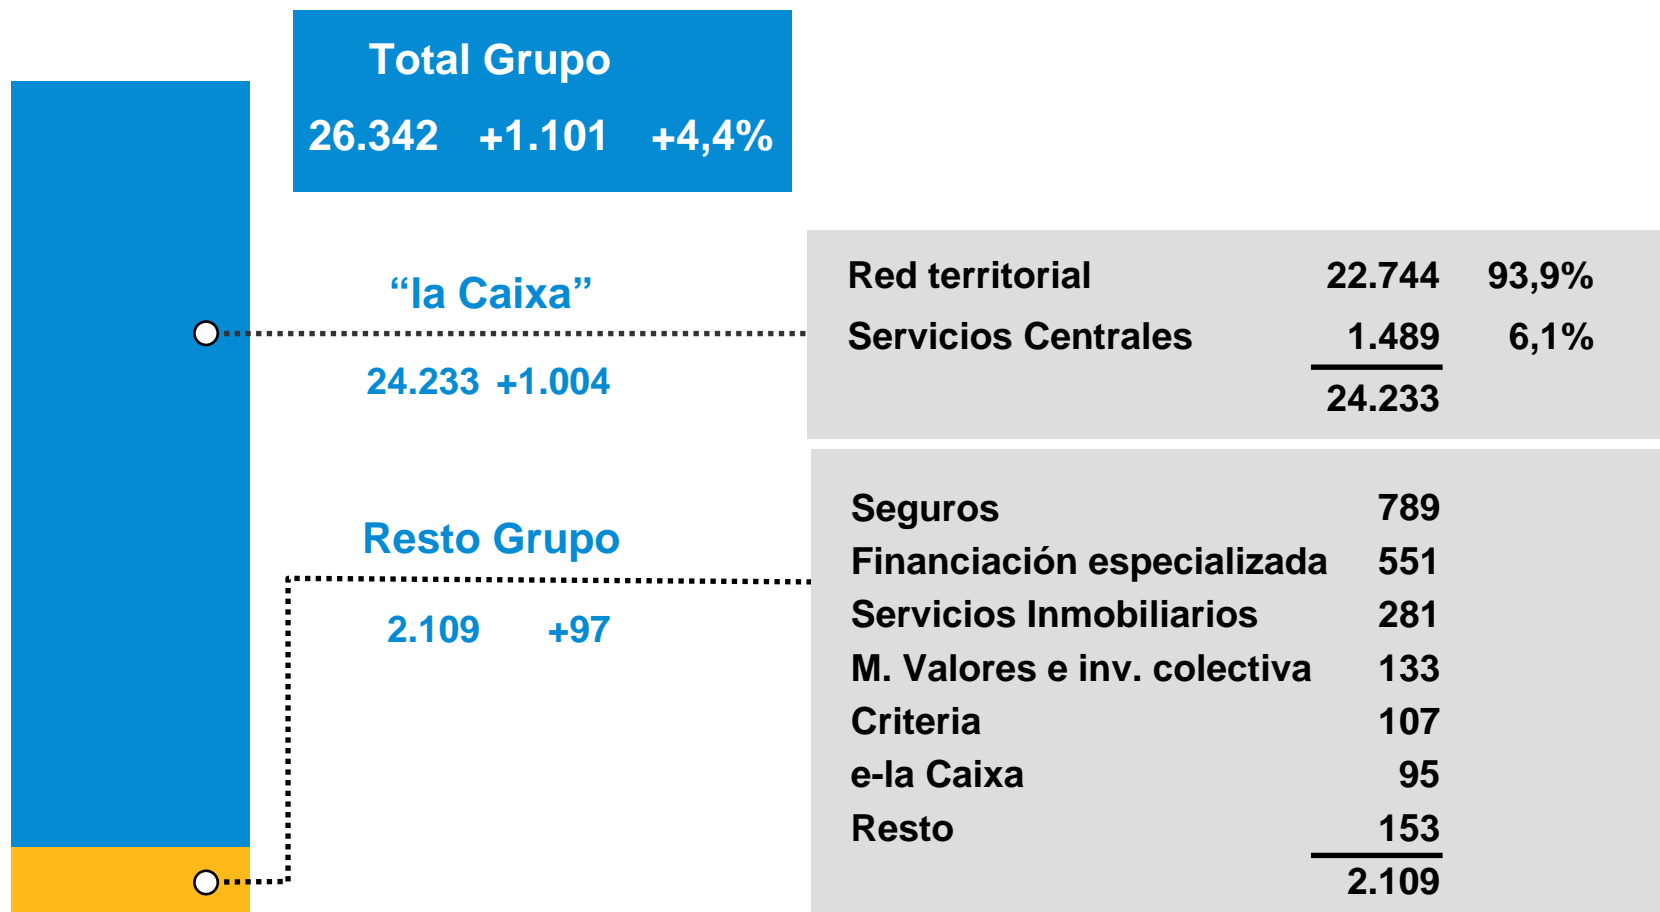 Total Grupo
26.342 +1.101 +4,4%
“la Caixa”
24.233 +1.004
Red territorial 22.744 93,9%
Servicios Centrales 1.489 6,1%
24.233
Resto Grupo
2.109 +97
Seguros 789
Financiación especializada 551
Servicios Inmobiliarios 281
M. Valores e inv. colectiva 133
Criteria 107
e-la Caixa 95
Resto 153
2.109